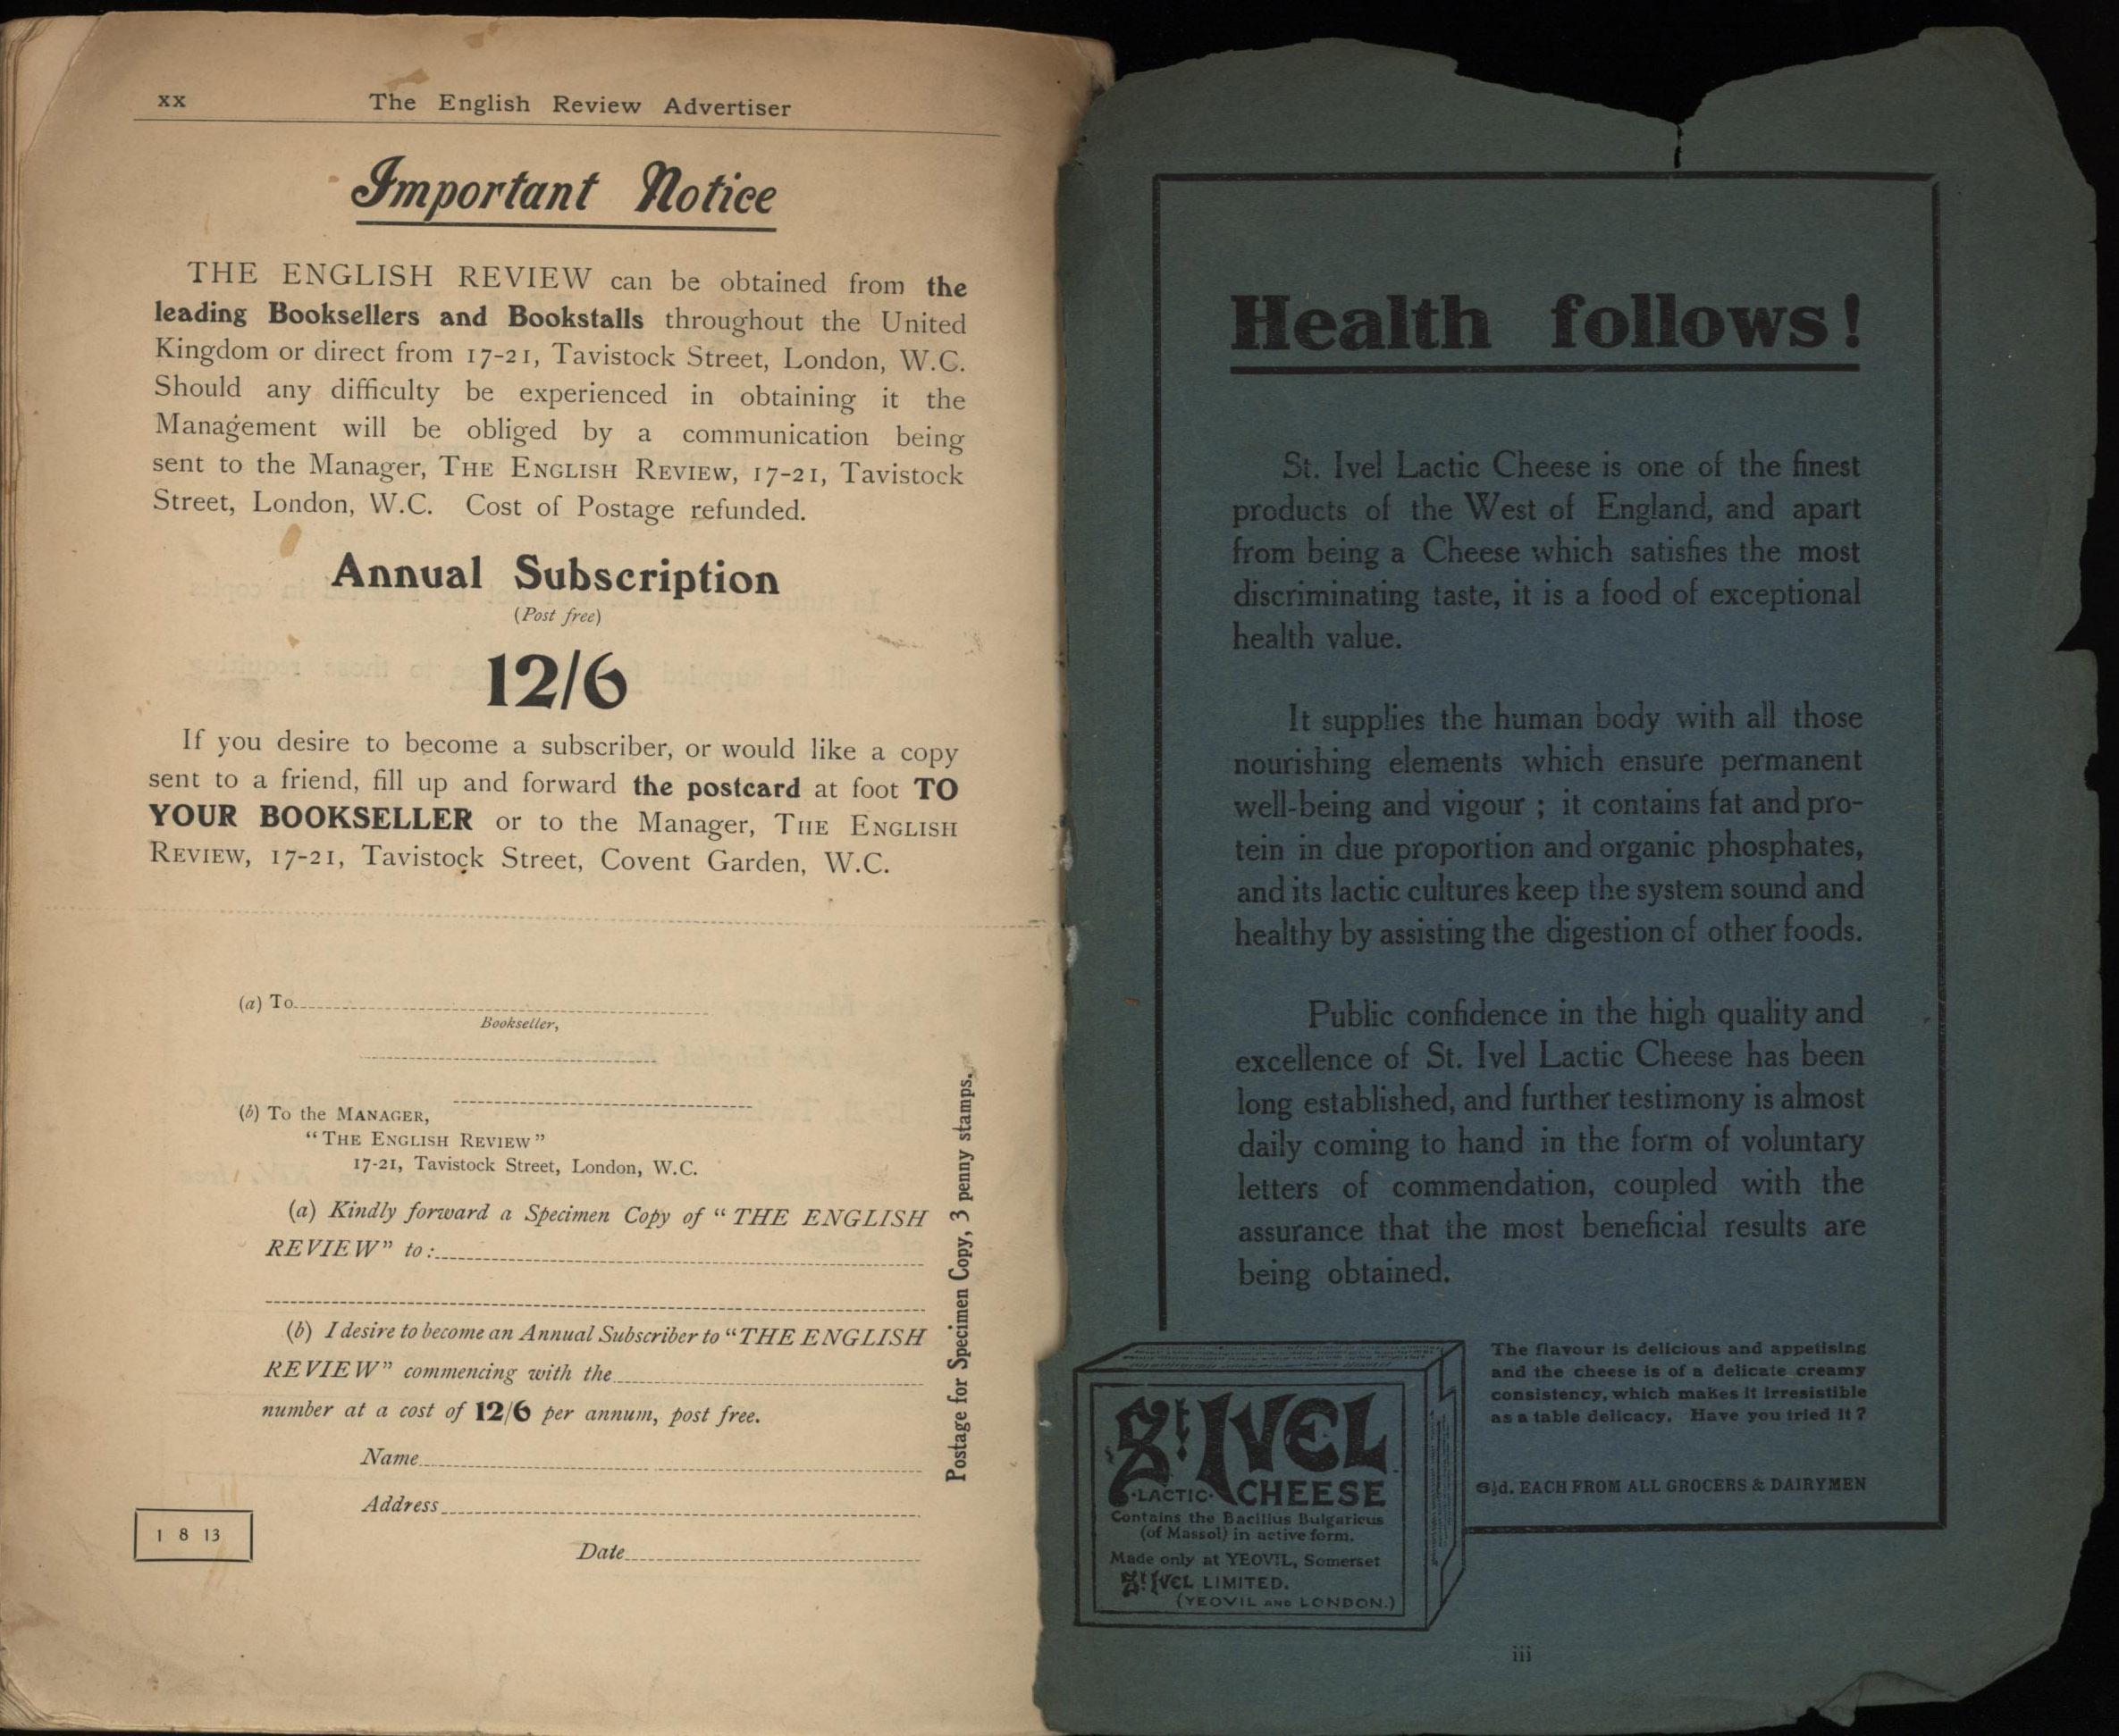 xx The English Review Advertiser
Important Notice
THE ENGLISH REVIEW can be obtained from the
leading Booksellers and Bookstalls throughout the United
Kingdom or direct from 17-21, Tavistock Street, London, W.C.
Should any difficulty be experienced in obtaining it the
Management will be obliged by a communication being
sent to the Manager, THE ENGLISH REVIEW, 17-21, Tavistock
Street, London, W.C. Cost of Postage refunded.
Annual Subscription
(Post free)
12/6
If you desire to become a subscriber, or would like a copy
sent to a friend, fill up and forward the postcard at foot TO
YOUR BOOKSELLER or to the Manager, THE ENGLISH
REVIEW, 17-21, Tavistock Street, Covent Garden, W.C.
(a) To
Bookseller,
(b) To the MANAGER,
"THE ENGLISH REVIEW"
17-21, Tavistock Street, London, W.C.
(a) Kindly forward a Specimen Copy of "THE ENGLISH
REVIEW" to:
(b) I desire to become an Annual Subscriber to "THE ENGLISH
REVIEW" commencing with the
number at a cost of 12/6 per annum, post free.
Name
Address
Date
1 8 13
Postage for Specimen Copy, 3 penny stamps.
Health follows!
St. Ivel Lactic Cheese is one of the finest
products of the West of England, and apart
from being a Cheese which satisfies the most
discriminating taste, it is a food of exceptional
health value.
It supplies the human body with all those
nourishing elements which ensure permanent
well-being and vigour ; it contains fat and pro-
tein in due proportion and organic phosphates,
and its lactic cultures keep the system sound and
healthy by assisting the digestion of other foods.
Public confidence in the high quality and
excellence of St. Ivel Lactic Cheese has been
long established, and further testimony is almost
daily coming to hand in the form of voluntary
letters of commendation, coupled with the
assurance that the most beneficial results are
being obtained.
The flavour is delicious and appetising
and the cheese is of a delicate creamy
consistency, which makes it irresistible
as a table delicacy. Have you tried it?
EACH FROM ALL GROCERS & DAIRYMEN
St. IVEL
·LACTIC· CHEESE
Contains the Bacillus Bulgaricus
(of Massol) in active form.
Made only at YEOVIL, Somerset
St. IVEL LIMITED.
(YEOVIL AND LONDON.)
iii